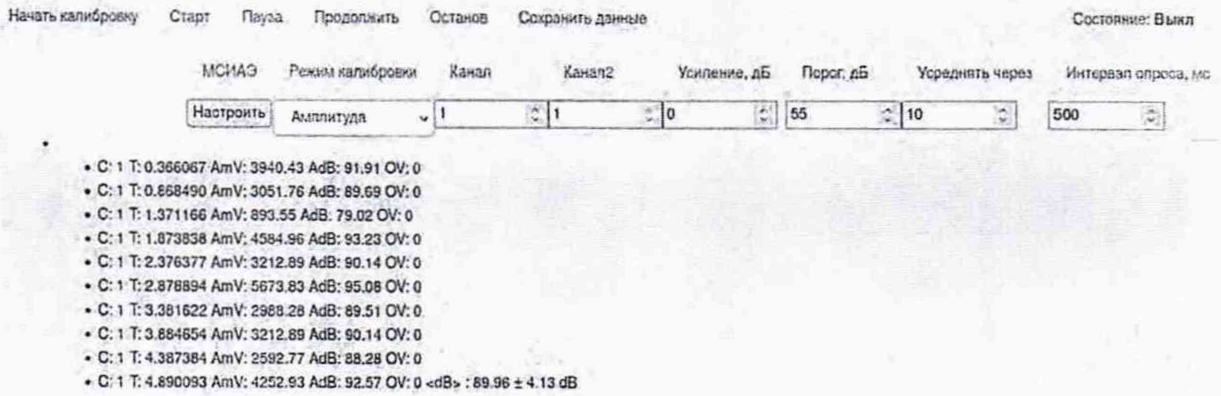 Начать калибровку Старт Пауза Продолжить Останов Сохранить данные Состояние: Выкл
МСИАЭ Режим калибровки Канал Канал2 Усиление, дБ Порог, дБ Усреднять через Интервал опроса, мс
Настроить Амплитуда 1 1 0 55 10 500
• C: 1 T: 0.366067 AmV: 3940.43 AdB: 91.91 OV: 0
• C: 1 T: 0.868490 AmV: 3051.76 AdB: 89.69 OV: 0
• C: 1 T: 1.371166 AmV: 893.55 AdB: 79.02 OV: 0
• C: 1 T: 1.873838 AmV: 4584.96 AdB: 93.23 OV: 0
• C: 1 T: 2.376377 AmV: 3212.89 AdB: 90.14 OV: 0
• C: 1 T: 2.878894 AmV: 5673.83 AdB: 95.08 OV: 0
• C: 1 T: 3.381622 AmV: 2988.28 AdB: 89.51 OV: 0
• C: 1 T: 3.884654 AmV: 3212.89 AdB: 90.14 OV: 0
• C: 1 T: 4.387384 AmV: 2592.77 AdB: 88.28 OV: 0
• C: 1 T: 4.890093 AmV: 4252.93 AdB: 92.57 OV: 0 <dB> : 89.96 ± 4.13 dB